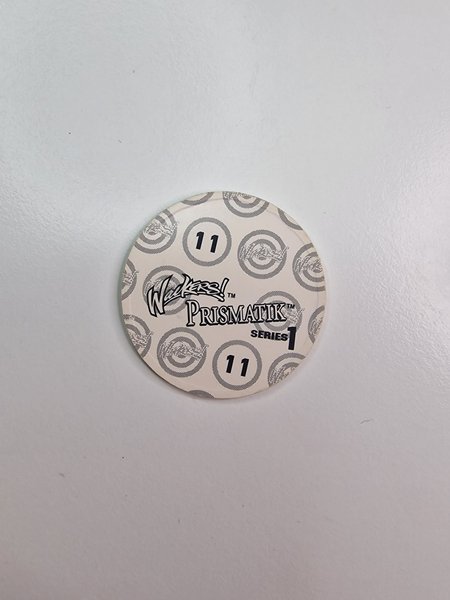 11
Wackers!™
PRISMATIK™
SERIES 1
11